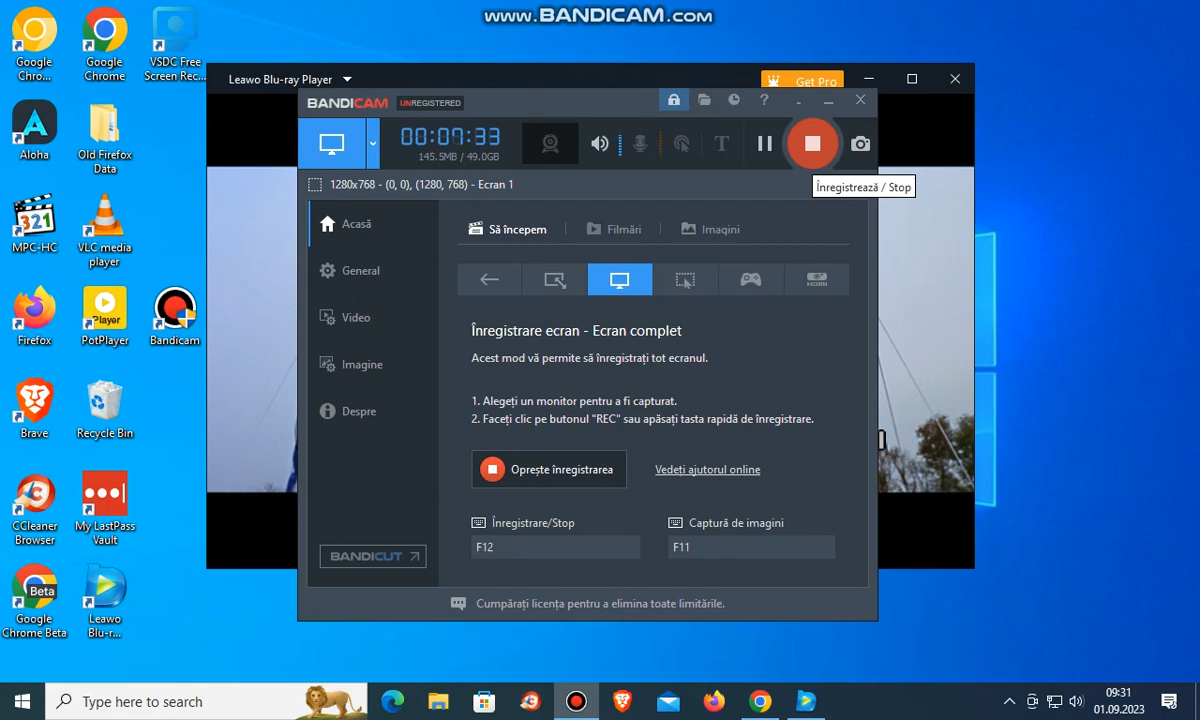 www.BANDICAM.com
Google
Chro...
Google
Chrome
VSDC Free
Screen Rec...
Aloha
Old Firefox
Data
MPC-HC
VLC media
player
Firefox
PotPlayer
Bandicam
Brave
Recycle Bin
CCleaner
Browser
My LastPass
Vault
Google
Chrome Beta
Leawo
Blu-r...
321
Player
Beta
Leawo Blu-ray Player
Get Pro
BANDICAM
UNREGISTERED
00:07:33
145.5MB / 49.0GB
T
1280x768 - (0, 0), (1280, 768) - Ecran 1
Înregistrează / Stop
Acasă
General
Video
Imagine
Despre
BANDICUT
Să începem
Filmări
Imagini
HDMI
Înregistrare ecran - Ecran complet
Acest mod vă permite să înregistrați tot ecranul.
1. Alegeți un monitor pentru a fi capturat.
2. Faceți clic pe butonul "REC" sau apăsați tasta rapidă de înregistrare.
Oprește înregistrarea
Vedeți ajutorul online
Înregistrare/Stop
Captură de imagini
F12
F11
Cumpărați licența pentru a elimina toate limitările.
Type here to search
09:31
01.09.2023